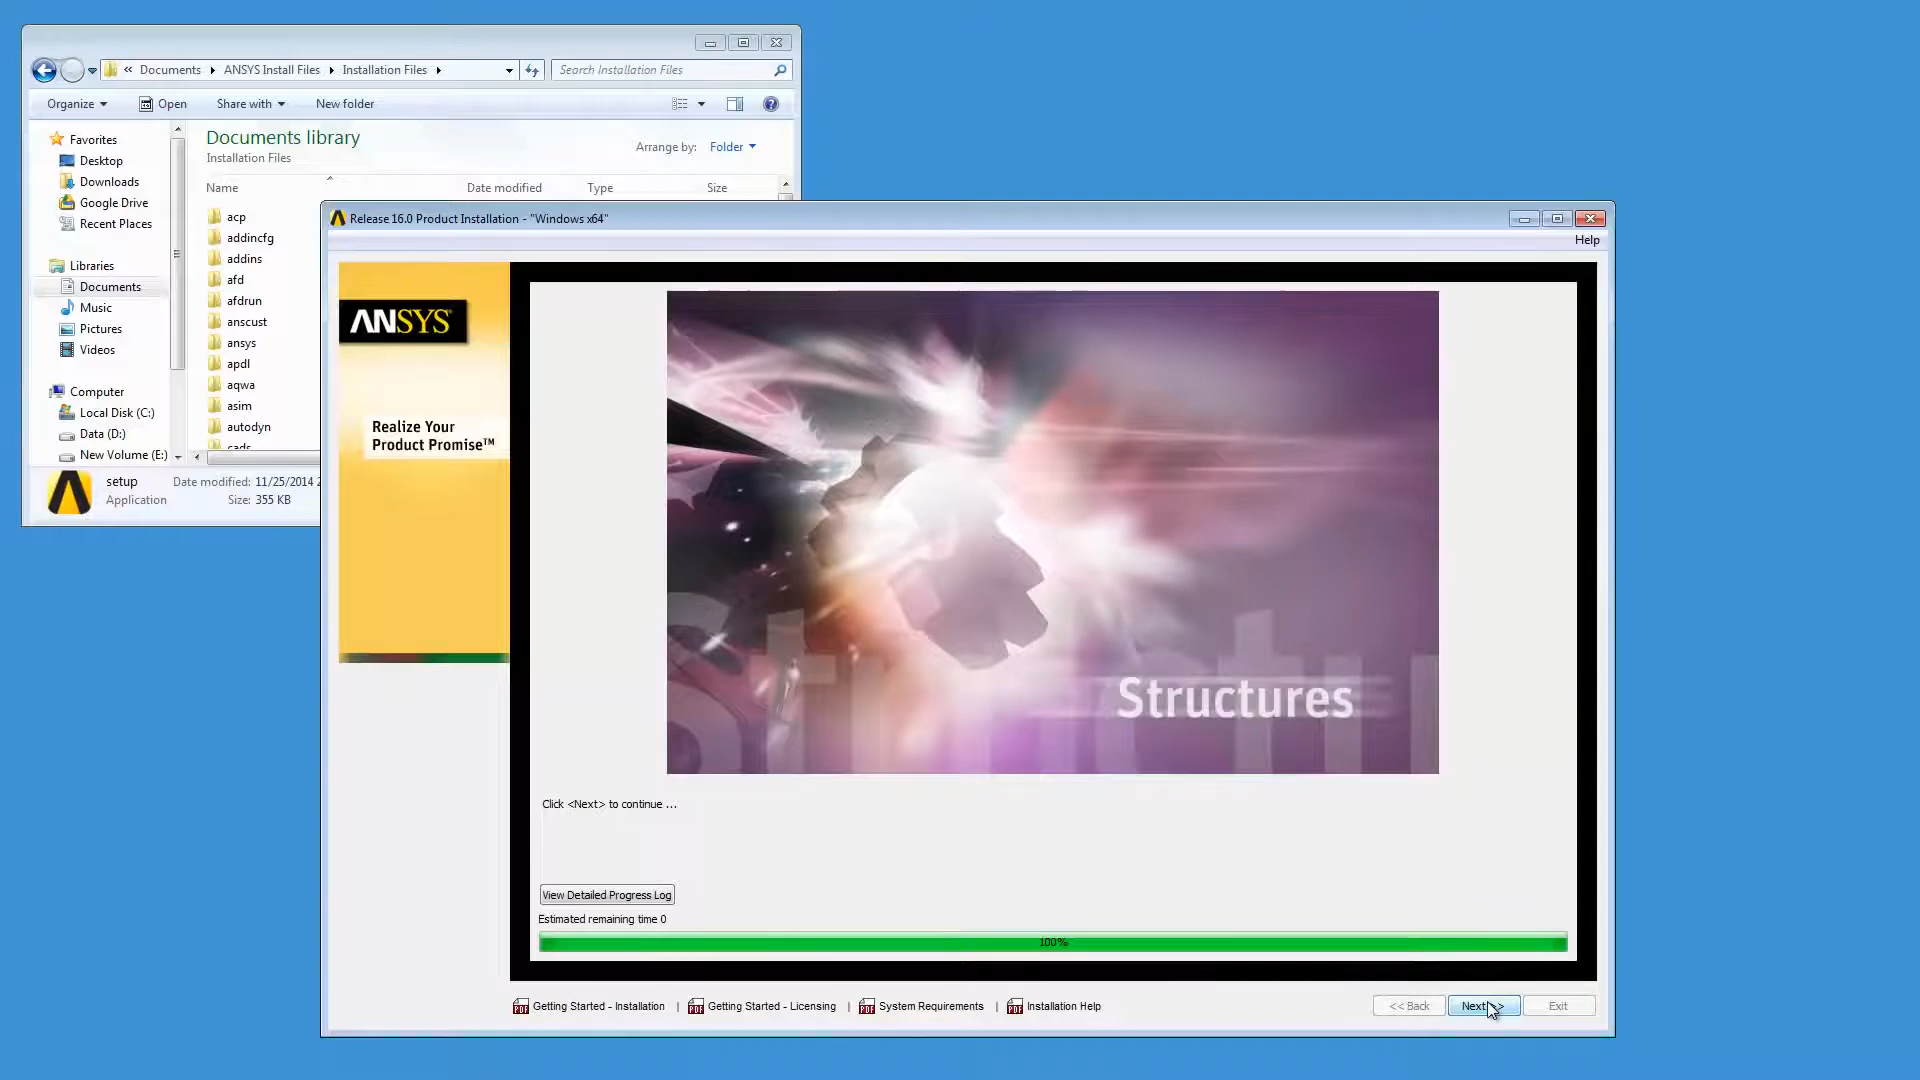 « Documents ▸ ANSYS Install Files ▸ Installation Files ▸
Search Installation Files
Organize
Open
Share with
New folder
Favorites
Desktop
Downloads
Google Drive
Recent Places
Libraries
Documents
Music
Pictures
Videos
Computer
Local Disk (C:)
Data (D:)
New Volume (E:)
Documents library
Installation Files
Arrange by: Folder
Name Date modified Type Size
acp
addincfg
addins
afd
afdrun
anscust
ansys
apdl
aqwa
asim
autodyn
cads
setup Date modified: 11/25/2014 2
Application Size: 355 KB
Release 16.0 Product Installation - "Windows x64"
Help
ANSYS®
Realize Your
Product Promise™
Structures
Click <Next> to continue ...
View Detailed Progress Log
Estimated remaining time 0
100%
Getting Started - Installation | Getting Started - Licensing | System Requirements | Installation Help
<< Back Next >> Exit